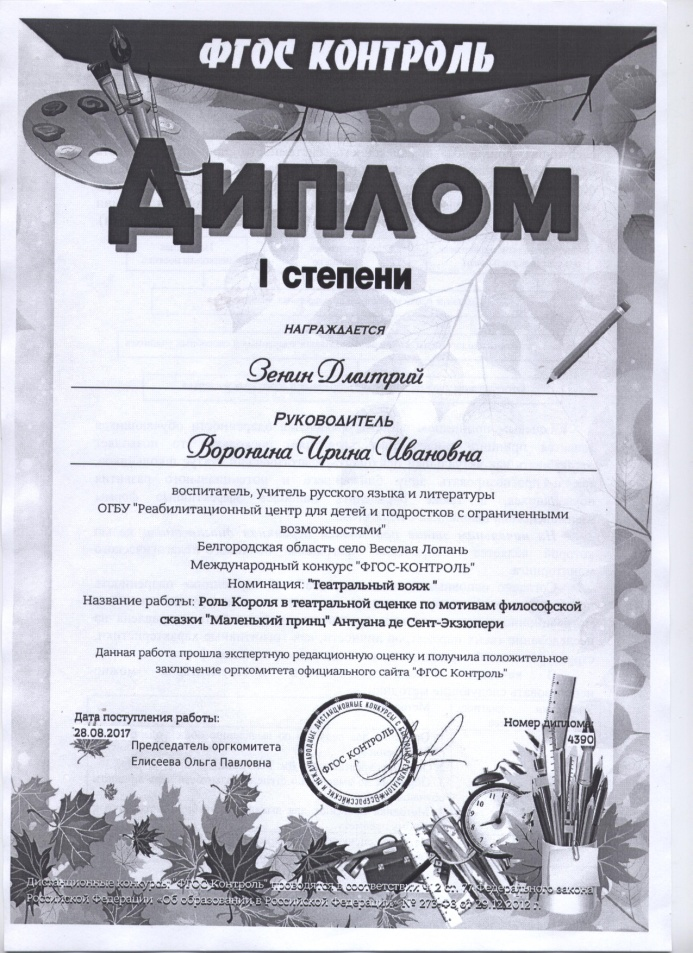 ФГОС КОНТРОЛЬ
Диплом
I степени
НАГРАЖДАЕТСЯ
Зенин Дмитрий
РУКОВОДИТЕЛЬ
Воронина Ирина Ивановна
воспитатель, учитель русского языка и литературы
ОГБУ "Реабилитационный центр для детей и подростков с ограниченными
возможностями"
Белгородская область село Веселая Лопань
Международный конкурс "ФГОС-КОНТРОЛЬ"
Номинация: "Театральный вояж "
Название работы: Роль Короля в театральной сценке по мотивам философской
сказки "Маленький принц" Антуана де Сент-Экзюпери
Данная работа прошла экспертную редакционную оценку и получила положительное
заключение оргкомитета официального сайта "ФГОС Контроль"
Дата поступления работы:
28.08.2017
Председатель оргкомитета
Елисеева Ольга Павловна
ФГОС КОНТРОЛЬ
ВСЕРОССИЙСКИЕ И МЕЖДУНАРОДНЫЕ ДИСТАНЦИОННЫЕ КОНКУРСЫ С
Номер диплома:
4390
Дистанционные конкурсы "ФГОС Контроль" проводятся в соответствии ч. 2 ст. 77 Федерального закона
Российской Федерации «Об образовании в Российской Федерации» № 273-ФЗ от 29.12.2012 г.